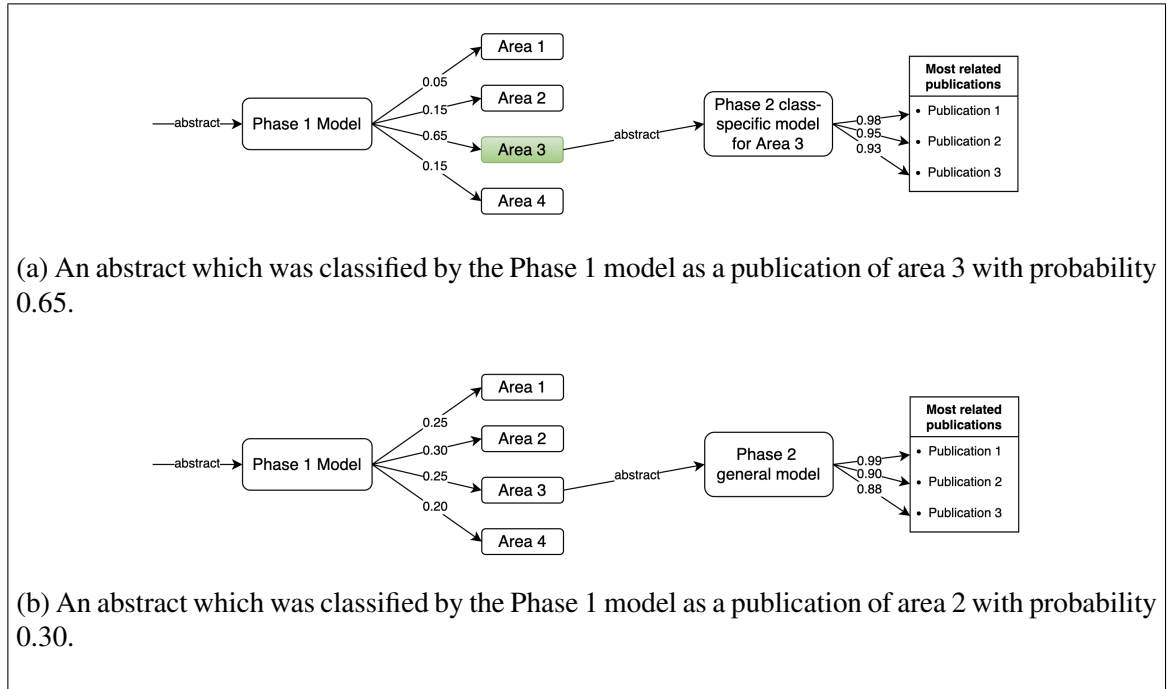 Area 1
Area 2
Area 3
Area 4
abstract
Phase 1 Model
0.05
0.15
0.65
0.15
abstract
Phase 2 class-
specific model
for Area 3
0.98
0.95
0.93
Most related
publications
• Publication 1
• Publication 2
• Publication 3
(a) An abstract which was classified by the Phase 1 model as a publication of area 3 with probability
0.65.
Area 1
Area 2
Area 3
Area 4
abstract
Phase 1 Model
0.25
0.30
0.25
0.20
abstract
Phase 2
general model
0.99
0.90
0.88
Most related
publications
• Publication 1
• Publication 2
• Publication 3
(b) An abstract which was classified by the Phase 1 model as a publication of area 2 with probability
0.30.